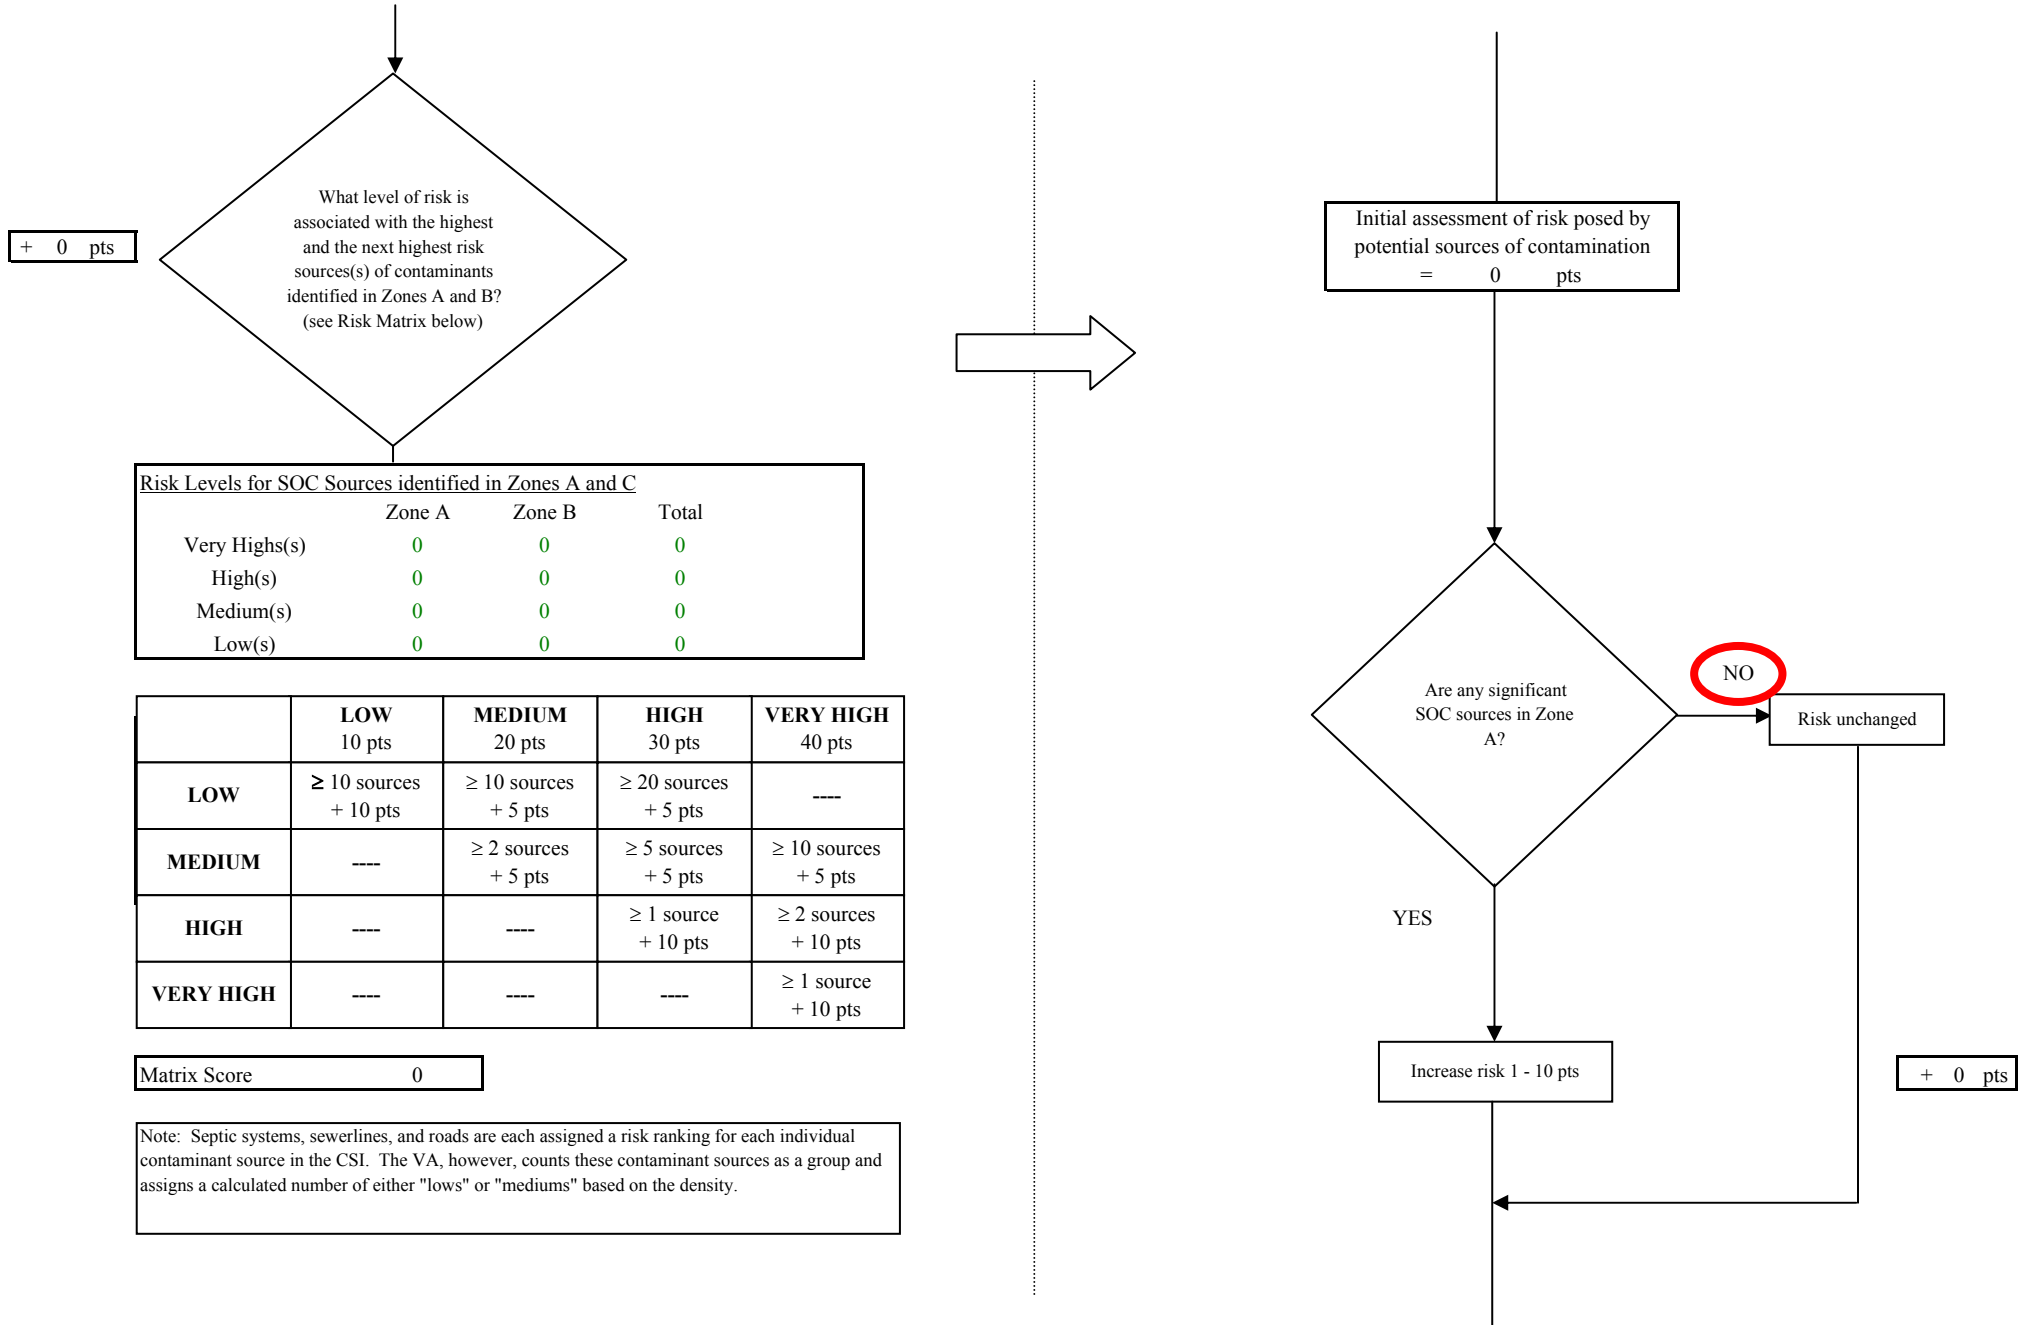 What level of risk is
associated with the highest
and the next highest risk
sources(s) of contaminants
identified in Zones A and B?
(see Risk Matrix below)
+ 0 pts
Risk Levels for SOC Sources identified in Zones A and C
Zone A Zone B Total
Very Highs(s) 0 0 0
High(s) 0 0 0
Medium(s) 0 0 0
Low(s) 0 0 0
LOW MEDIUM HIGH VERY HIGH
10 pts 20 pts 30 pts 40 pts
LOW ≥ 10 sources ≥ 10 sources ≥ 20 sources ----
+ 10 pts + 5 pts + 5 pts
MEDIUM ---- ≥ 2 sources ≥ 5 sources ≥ 10 sources
+ 5 pts + 5 pts + 5 pts
HIGH ---- ---- ≥ 1 source ≥ 2 sources
+ 10 pts + 10 pts
VERY HIGH ---- ---- ---- ≥ 1 source
+ 10 pts
Matrix Score 0
Note: Septic systems, sewerlines, and roads are each assigned a risk ranking for each individual
contaminant source in the CSI. The VA, however, counts these contaminant sources as a group and
assigns a calculated number of either "lows" or "mediums" based on the density.
Initial assessment of risk posed by
potential sources of contamination
= 0 pts
Are any significant
SOC sources in Zone
A?
NO
Risk unchanged
YES
Increase risk 1 - 10 pts
+ 0 pts